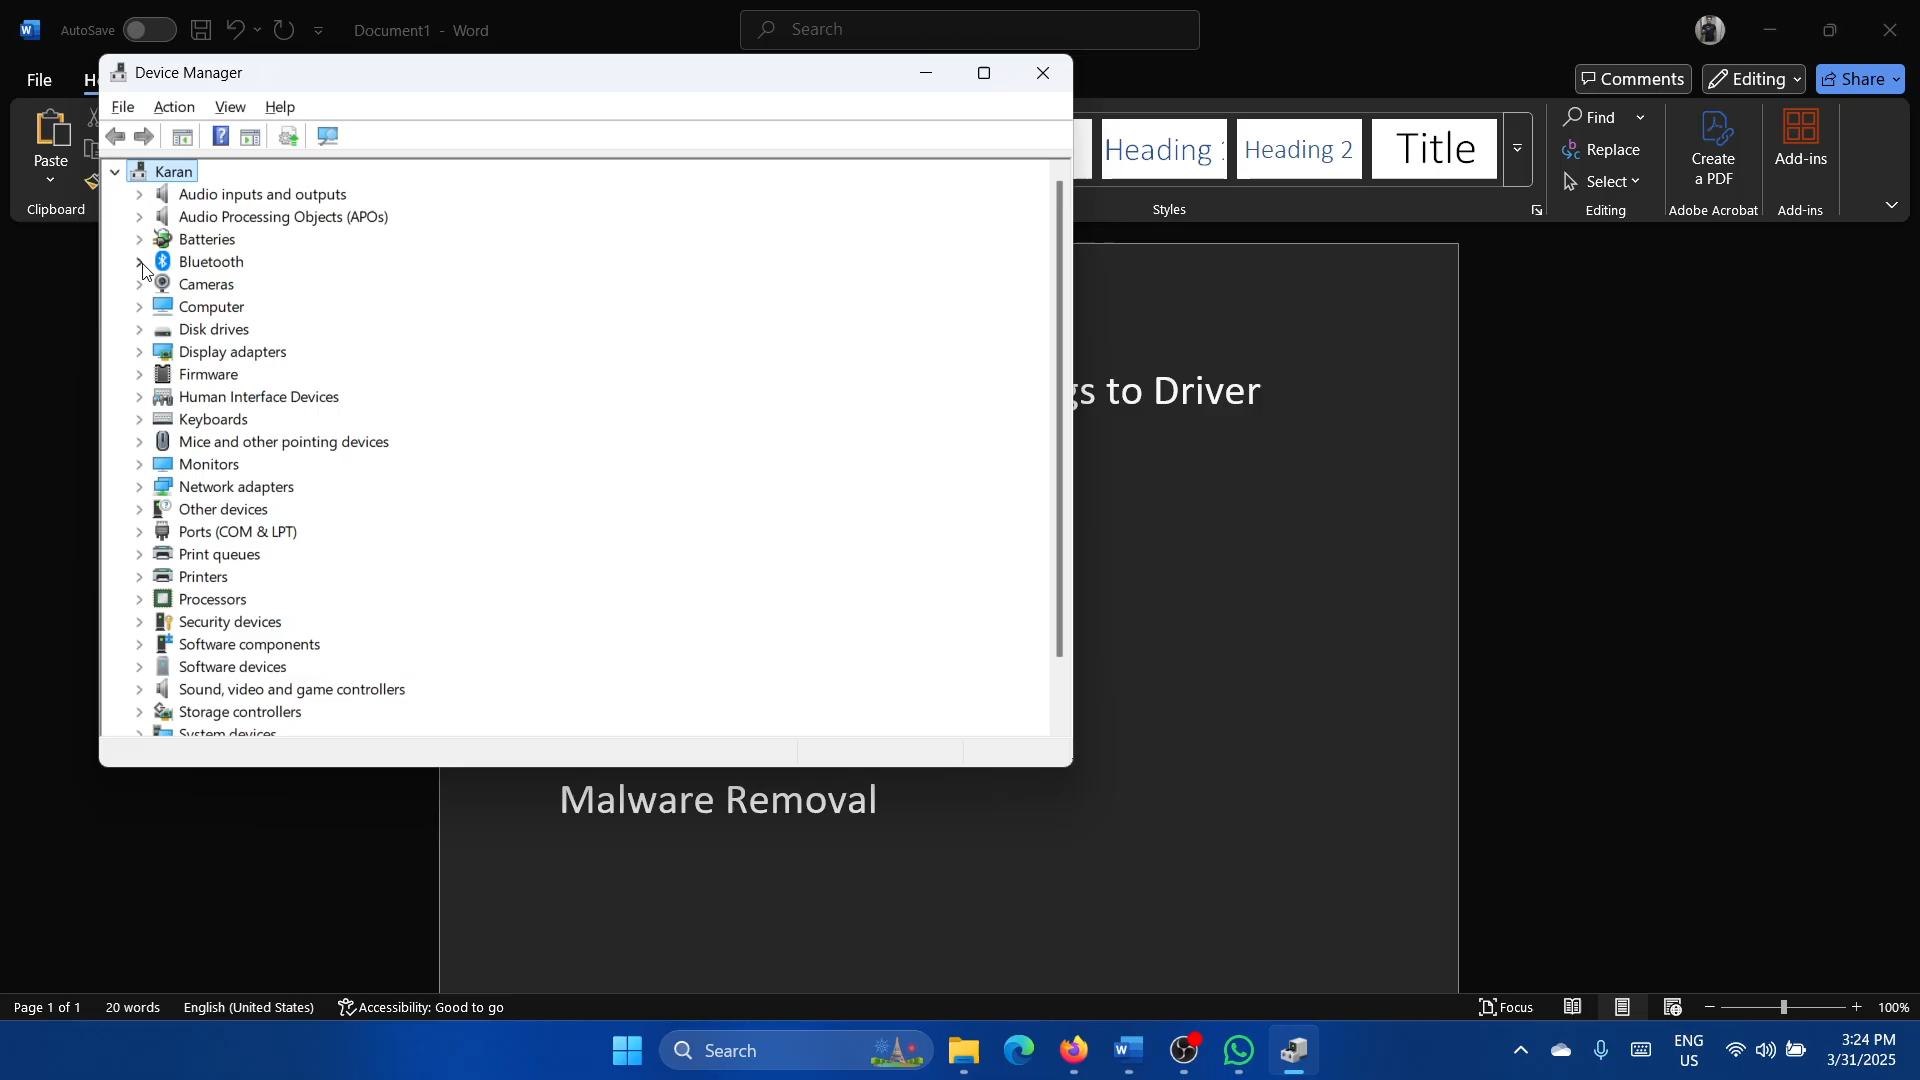 AutoSave
Document1 - Word
Search
File
Comments
Editing
Share
Paste
Clipboard
Heading
Heading 2
Title
Styles
Find
Replace
Select
Editing
Create
a PDF
Adobe Acrobat
Add-ins
Add-ins
Device Manager
File Action View Help
Karan
Audio inputs and outputs
Audio Processing Objects (APOs)
Batteries
Bluetooth
Cameras
Computer
Disk drives
Display adapters
Firmware
Human Interface Devices
Keyboards
Mice and other pointing devices
Monitors
Network adapters
Other devices
Ports (COM & LPT)
Print queues
Printers
Processors
Security devices
Software components
Software devices
Sound, video and game controllers
Storage controllers
System devices
gs to Driver
Malware Removal
Page 1 of 1 20 words English (United States) Accessibility: Good to go
Focus
100%
Search
ENG
US
3:24 PM
3/31/2025